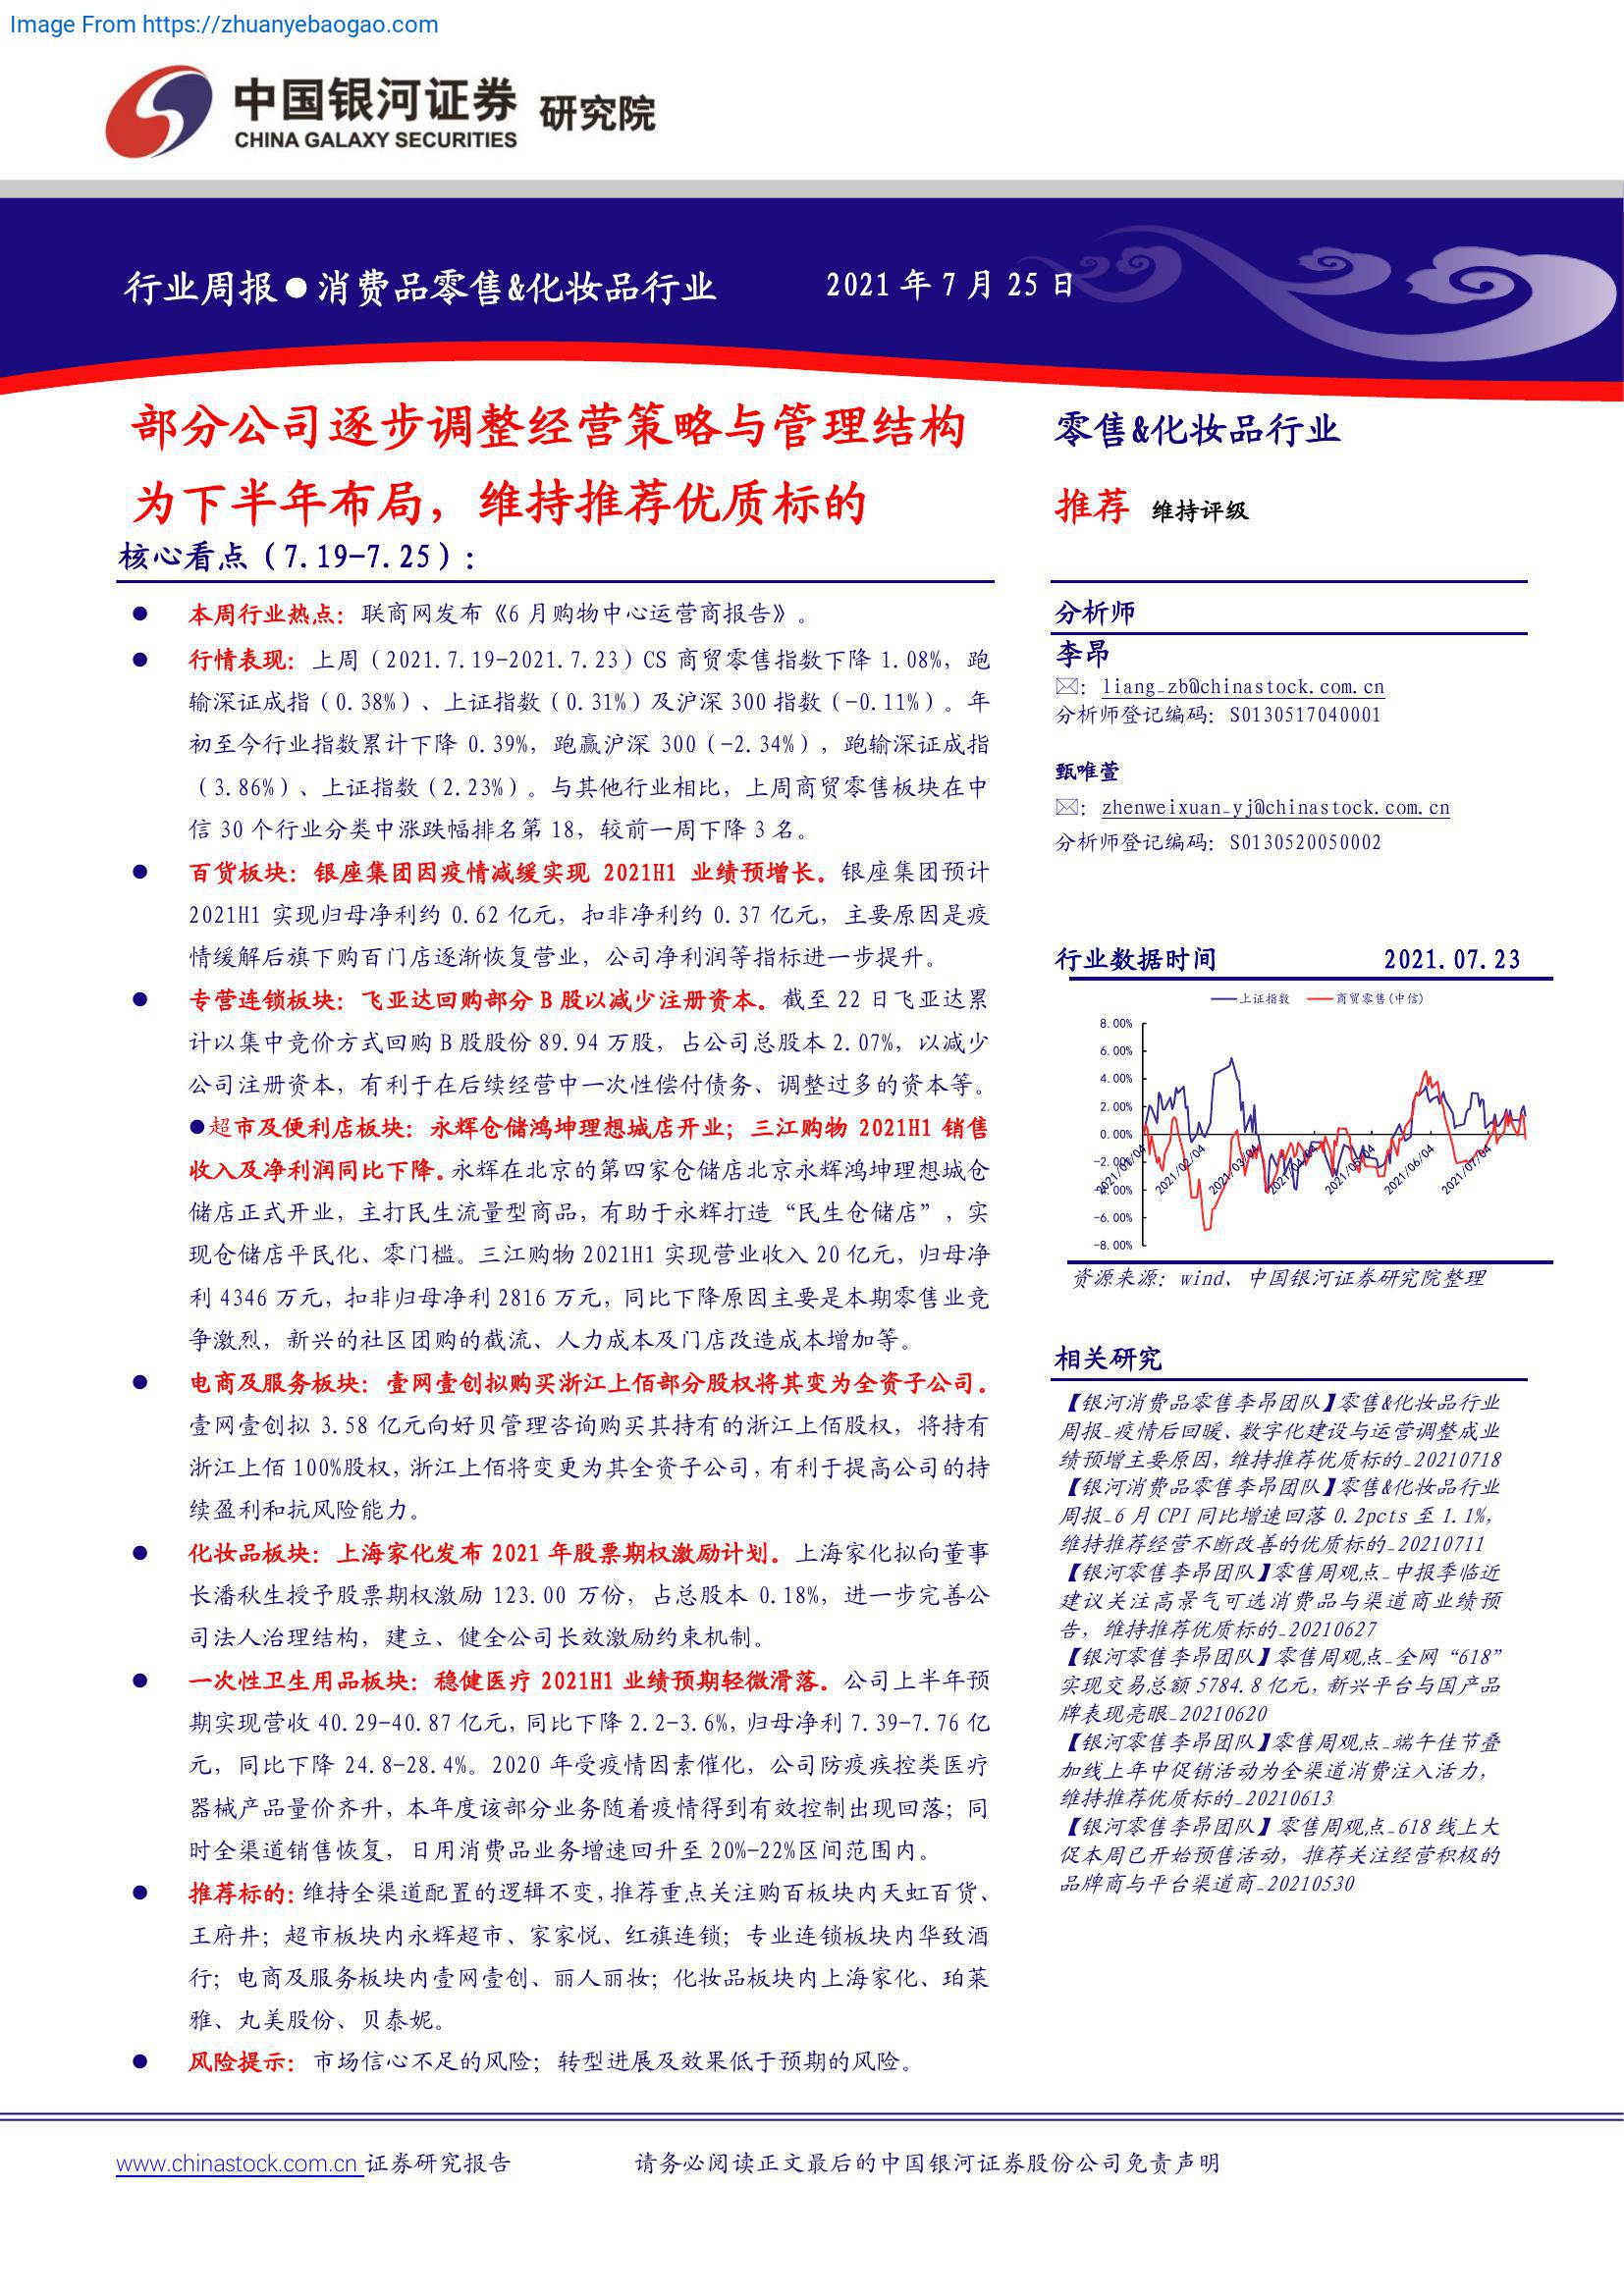 Image From https://zhuanyebaogao.com
中国银河证券 研究院
CHINA GALAXY SECURITIES
行业周报●消费品零售&化妆品行业 2021 年 7 月 25 日
部分公司逐步调整经营策略与管理结构
为下半年布局，维持推荐优质标的
核心看点（7.19-7.25）：
● 本周行业热点：联商网发布《6 月购物中心运营商报告》。
● 行情表现：上周（2021.7.19-2021.7.23）CS 商贸零售指数下降 1.08%，跑
输深证成指（0.38%）、上证指数（0.31%）及沪深 300 指数（-0.11%）。年
初至今行业指数累计下降 0.39%，跑赢沪深 300（-2.34%），跑输深证成指
（3.86%）、上证指数（2.23%）。与其他行业相比，上周商贸零售板块在中
信 30 个行业分类中涨跌幅排名第 18，较前一周下降 3 名。
● 百货板块：银座集团因疫情减缓实现 2021H1 业绩预增长。银座集团预计
2021H1 实现归母净利约 0.62 亿元，扣非净利约 0.37 亿元，主要原因是疫
情缓解后旗下购百门店逐渐恢复营业，公司净利润等指标进一步提升。
● 专营连锁板块：飞亚达回购部分 B 股以减少注册资本。截至 22 日飞亚达累
计以集中竞价方式回购 B 股股份 89.94 万股，占公司总股本 2.07%，以减少
公司注册资本，有利于在后续经营中一次性偿付债务、调整过多的资本等。
●超市及便利店板块：永辉仓储鸿坤理想城店开业；三江购物 2021H1 销售
收入及净利润同比下降。永辉在北京的第四家仓储店北京永辉鸿坤理想城仓
储店正式开业，主打民生流量型商品，有助于永辉打造“民生仓储店”，实
现仓储店平民化、零门槛。三江购物 2021H1 实现营业收入 20 亿元，归母净
利 4346 万元，扣非归母净利 2816 万元，同比下降原因主要是本期零售业竞
争激烈，新兴的社区团购的截流、人力成本及门店改造成本增加等。
● 电商及服务板块：壹网壹创拟购买浙江上佰部分股权将其变为全资子公司。
壹网壹创拟 3.58 亿元向好贝管理咨询购买其持有的浙江上佰股权，将持有
浙江上佰 100%股权，浙江上佰将变更为其全资子公司，有利于提高公司的持
续盈利和抗风险能力。
● 化妆品板块：上海家化发布 2021 年股票期权激励计划。上海家化拟向董事
长潘秋生授予股票期权激励 123.00 万份，占总股本 0.18%，进一步完善公
司法人治理结构，建立、健全公司长效激励约束机制。
● 一次性卫生用品板块：稳健医疗 2021H1 业绩预期轻微滑落。公司上半年预
期实现营收 40.29-40.87 亿元，同比下降 2.2-3.6%，归母净利 7.39-7.76 亿
元，同比下降 24.8-28.4%。2020 年受疫情因素催化，公司防疫疾控类医疗
器械产品量价齐升，本年度该部分业务随着疫情得到有效控制出现回落；同
时全渠道销售恢复，日用消费品业务增速回升至 20%-22%区间范围内。
● 推荐标的：维持全渠道配置的逻辑不变，推荐重点关注购百板块内天虹百货、
王府井；超市板块内永辉超市、家家悦、红旗连锁；专业连锁板块内华致酒
行；电商及服务板块内壹网壹创、丽人丽妆；化妆品板块内上海家化、珀莱
雅、丸美股份、贝泰妮。
● 风险提示：市场信心不足的风险；转型进展及效果低于预期的风险。
零售&化妆品行业
推荐 维持评级
分析师
李昂
：liang_zb@chinastock.com.cn
分析师登记编码：S0130517040001
甄唯萱
：zhenweixuan_yj@chinastock.com.cn
分析师登记编码：S0130520050002
行业数据时间 2021.07.23
上证指数 商贸零售(中信)
8.00%
6.00%
4.00%
2.00%
0.00%
-2.00%
-4.00%
-6.00%
-8.00%
2021/01/04 2021/02/04 2021/03/04 2021/04/04 2021/05/04 2021/06/04 2021/07/04
资源来源：wind、中国银河证券研究院整理
相关研究
【银河消费品零售李昂团队】零售&化妆品行业
周报_疫情后回暖、数字化建设与运营调整成业
绩预增主要原因，维持推荐优质标的_20210718
【银河消费品零售李昂团队】零售&化妆品行业
周报_6 月 CPI 同比增速回落 0.2pcts 至 1.1%，
维持推荐经营不断改善的优质标的_20210711
【银河零售李昂团队】零售周观点_中报季临近
建议关注高景气可选消费品与渠道商业绩预
告，维持推荐优质标的_20210627
【银河零售李昂团队】零售周观点_全网“618”
实现交易总额 5784.8 亿元，新兴平台与国产品
牌表现亮眼_20210620
【银河零售李昂团队】零售周观点_端午佳节叠
加线上年中促销活动为全渠道消费注入活力，
维持推荐优质标的_20210613
【银河零售李昂团队】零售周观点_618 线上大
促本周已开始预售活动，推荐关注经营积极的
品牌商与平台渠道商_20210530
www.chinastock.com.cn 证券研究报告 请务必阅读正文最后的中国银河证券股份公司免责声明